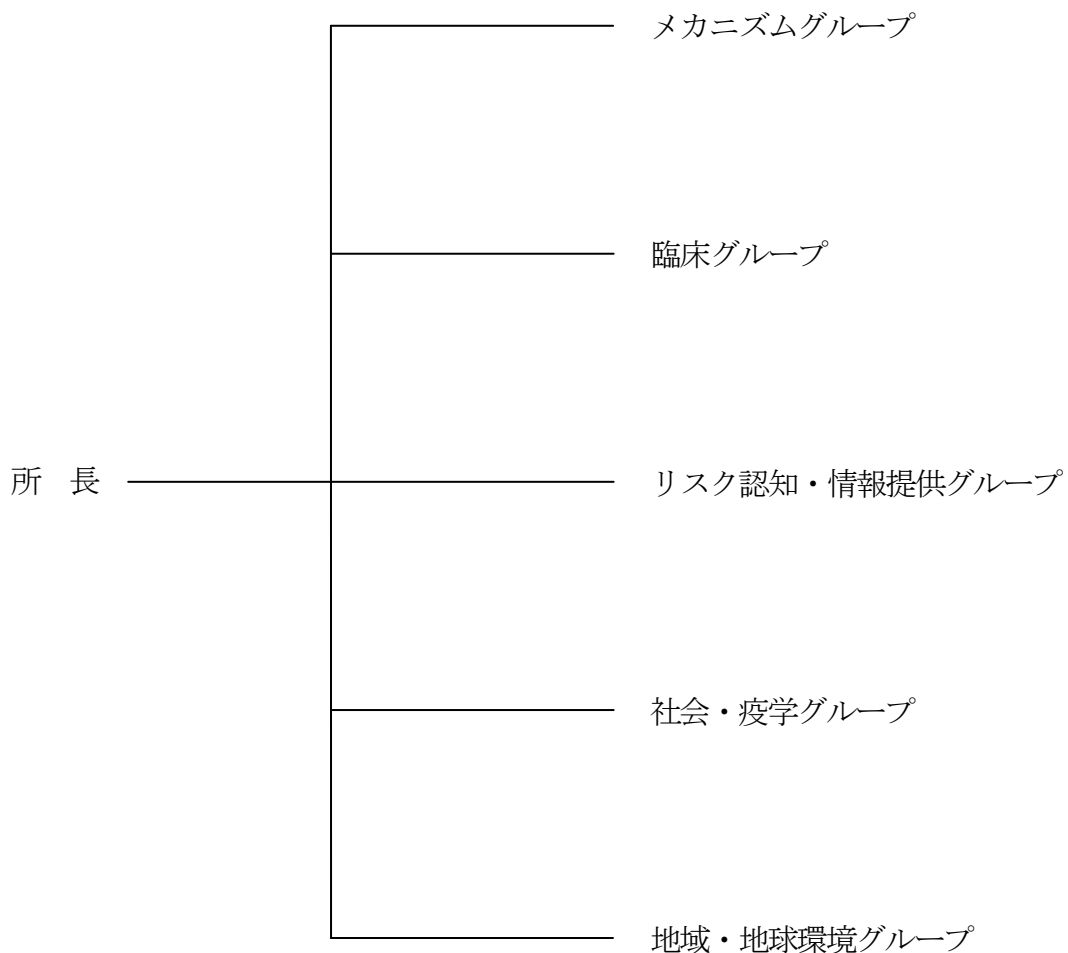 メカニズムグループ
臨床グループ
所　長
リスク認知・情報提供グループ
社会・疫学グループ
地域・地球環境グループ